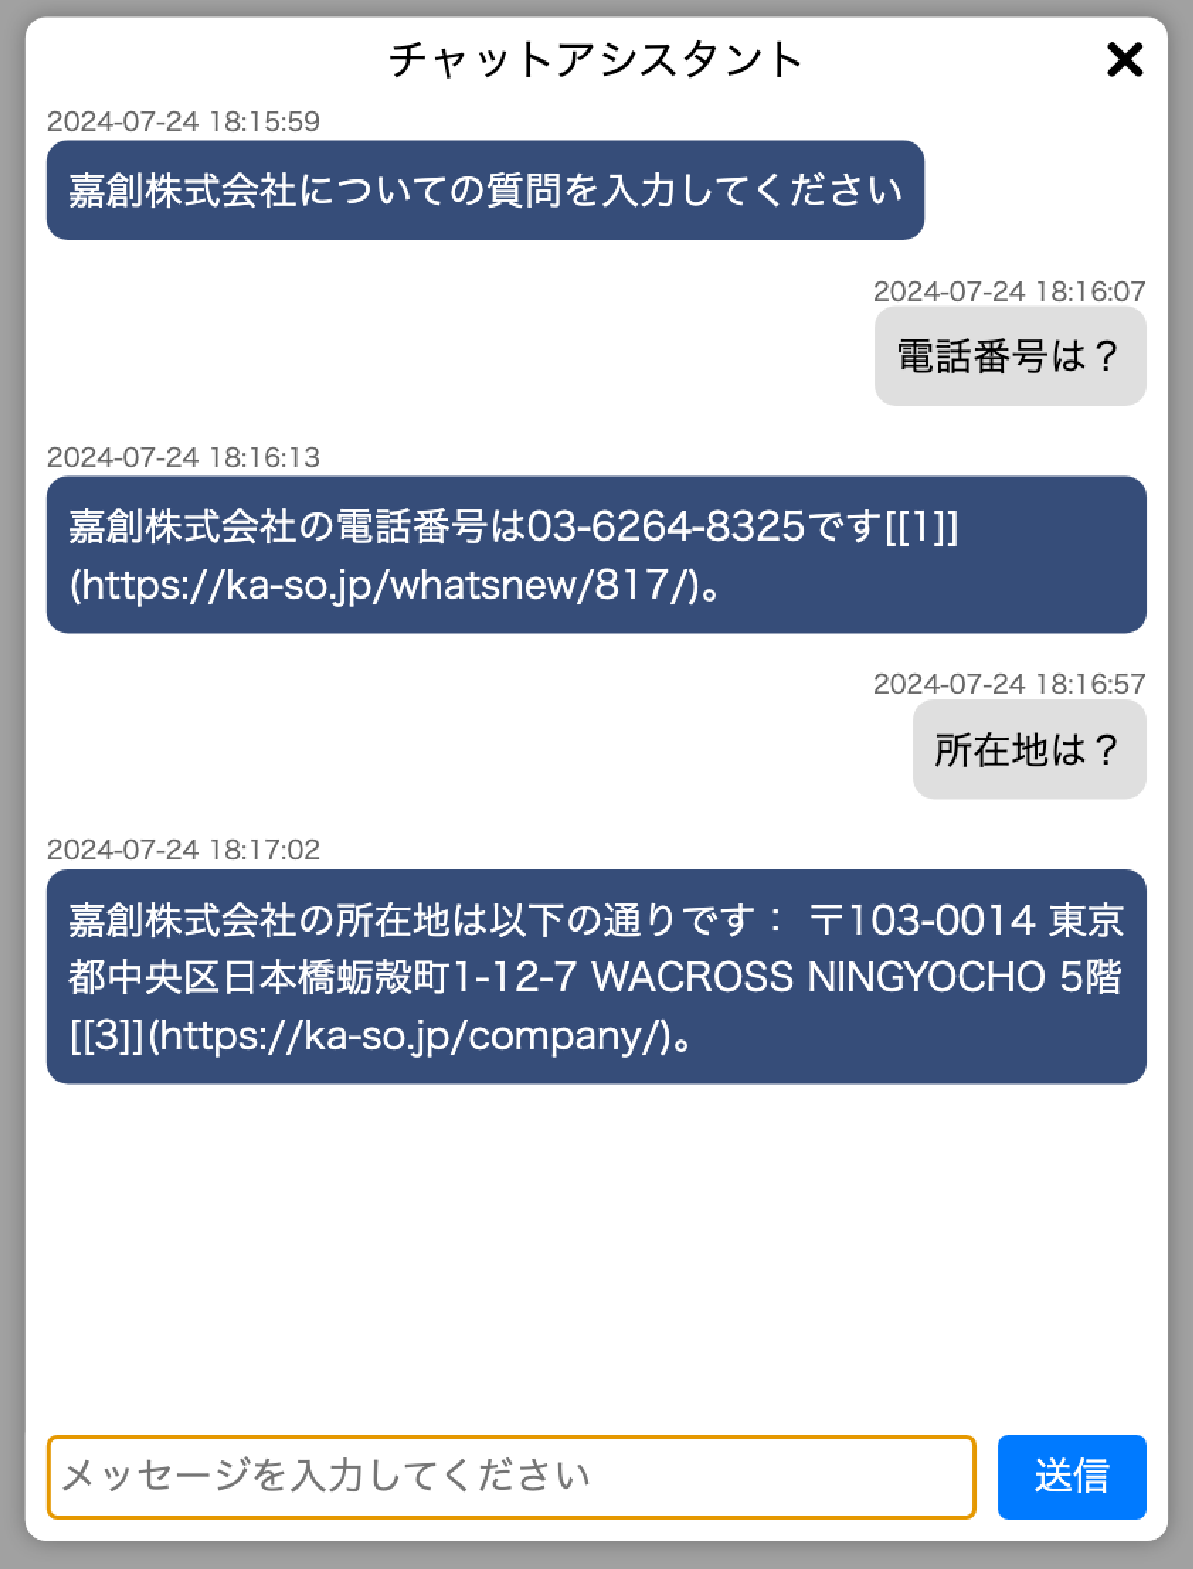 チャットアシスタント
2024-07-24 18:15:59
嘉創株式会社についての質問を入力してください
2024-07-24 18:16:07
電話番号は？
2024-07-24 18:16:13
嘉創株式会社の電話番号は03-6264-8325です[[1]]
(https://ka-so.jp/whatsnew/817/)。
2024-07-24 18:16:57
所在地は？
2024-07-24 18:17:02
嘉創株式会社の所在地は以下の通りです： 〒103-0014 東京
都中央区日本橋蛎殻町1-12-7 WACROSS NINGYOCHO 5階
[[3]](https://ka-so.jp/company/)。
メッセージを入力してください
送信